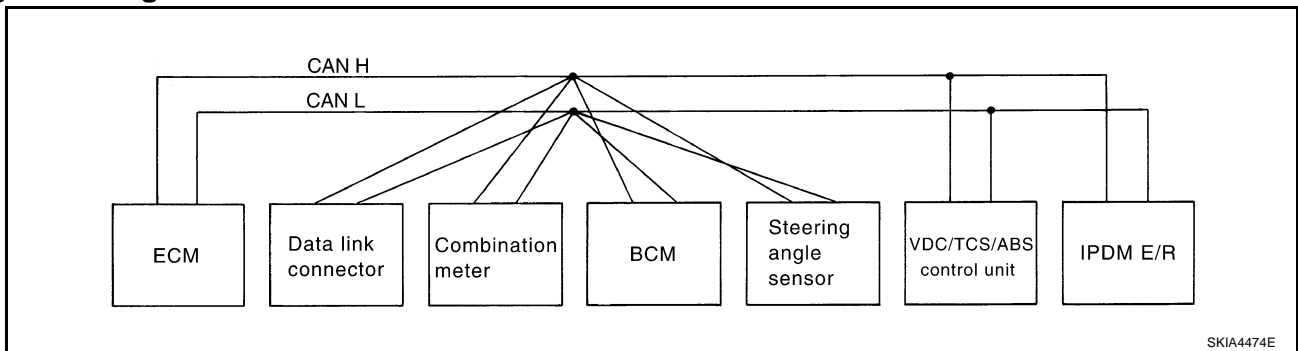 CAN H
CAN L
ECM
Data link
connector
Combination
meter
BCM
Steering
angle
sensor
VDC/TCS/ABS
control unit
IPDM E/R
SKIA4474E